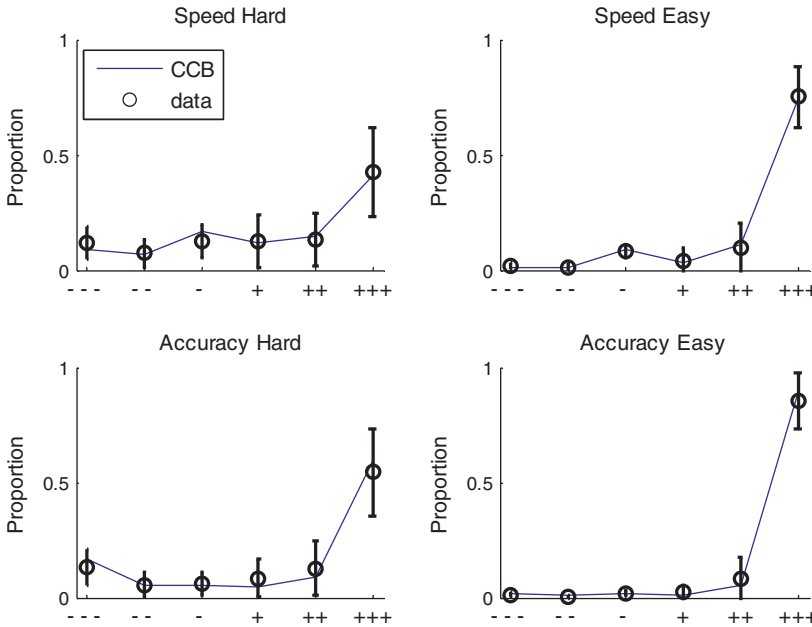 Speed Hard
1
CCB
data
0.5
Proportion
0
- - - - - - + ++ +++
Speed Easy
1
0.5
Proportion
0
- - - - - - + ++ +++
Accuracy Hard
1
0.5
Proportion
0
- - - - - - + ++ +++
Accuracy Easy
1
0.5
Proportion
0
- - - - - - + ++ +++